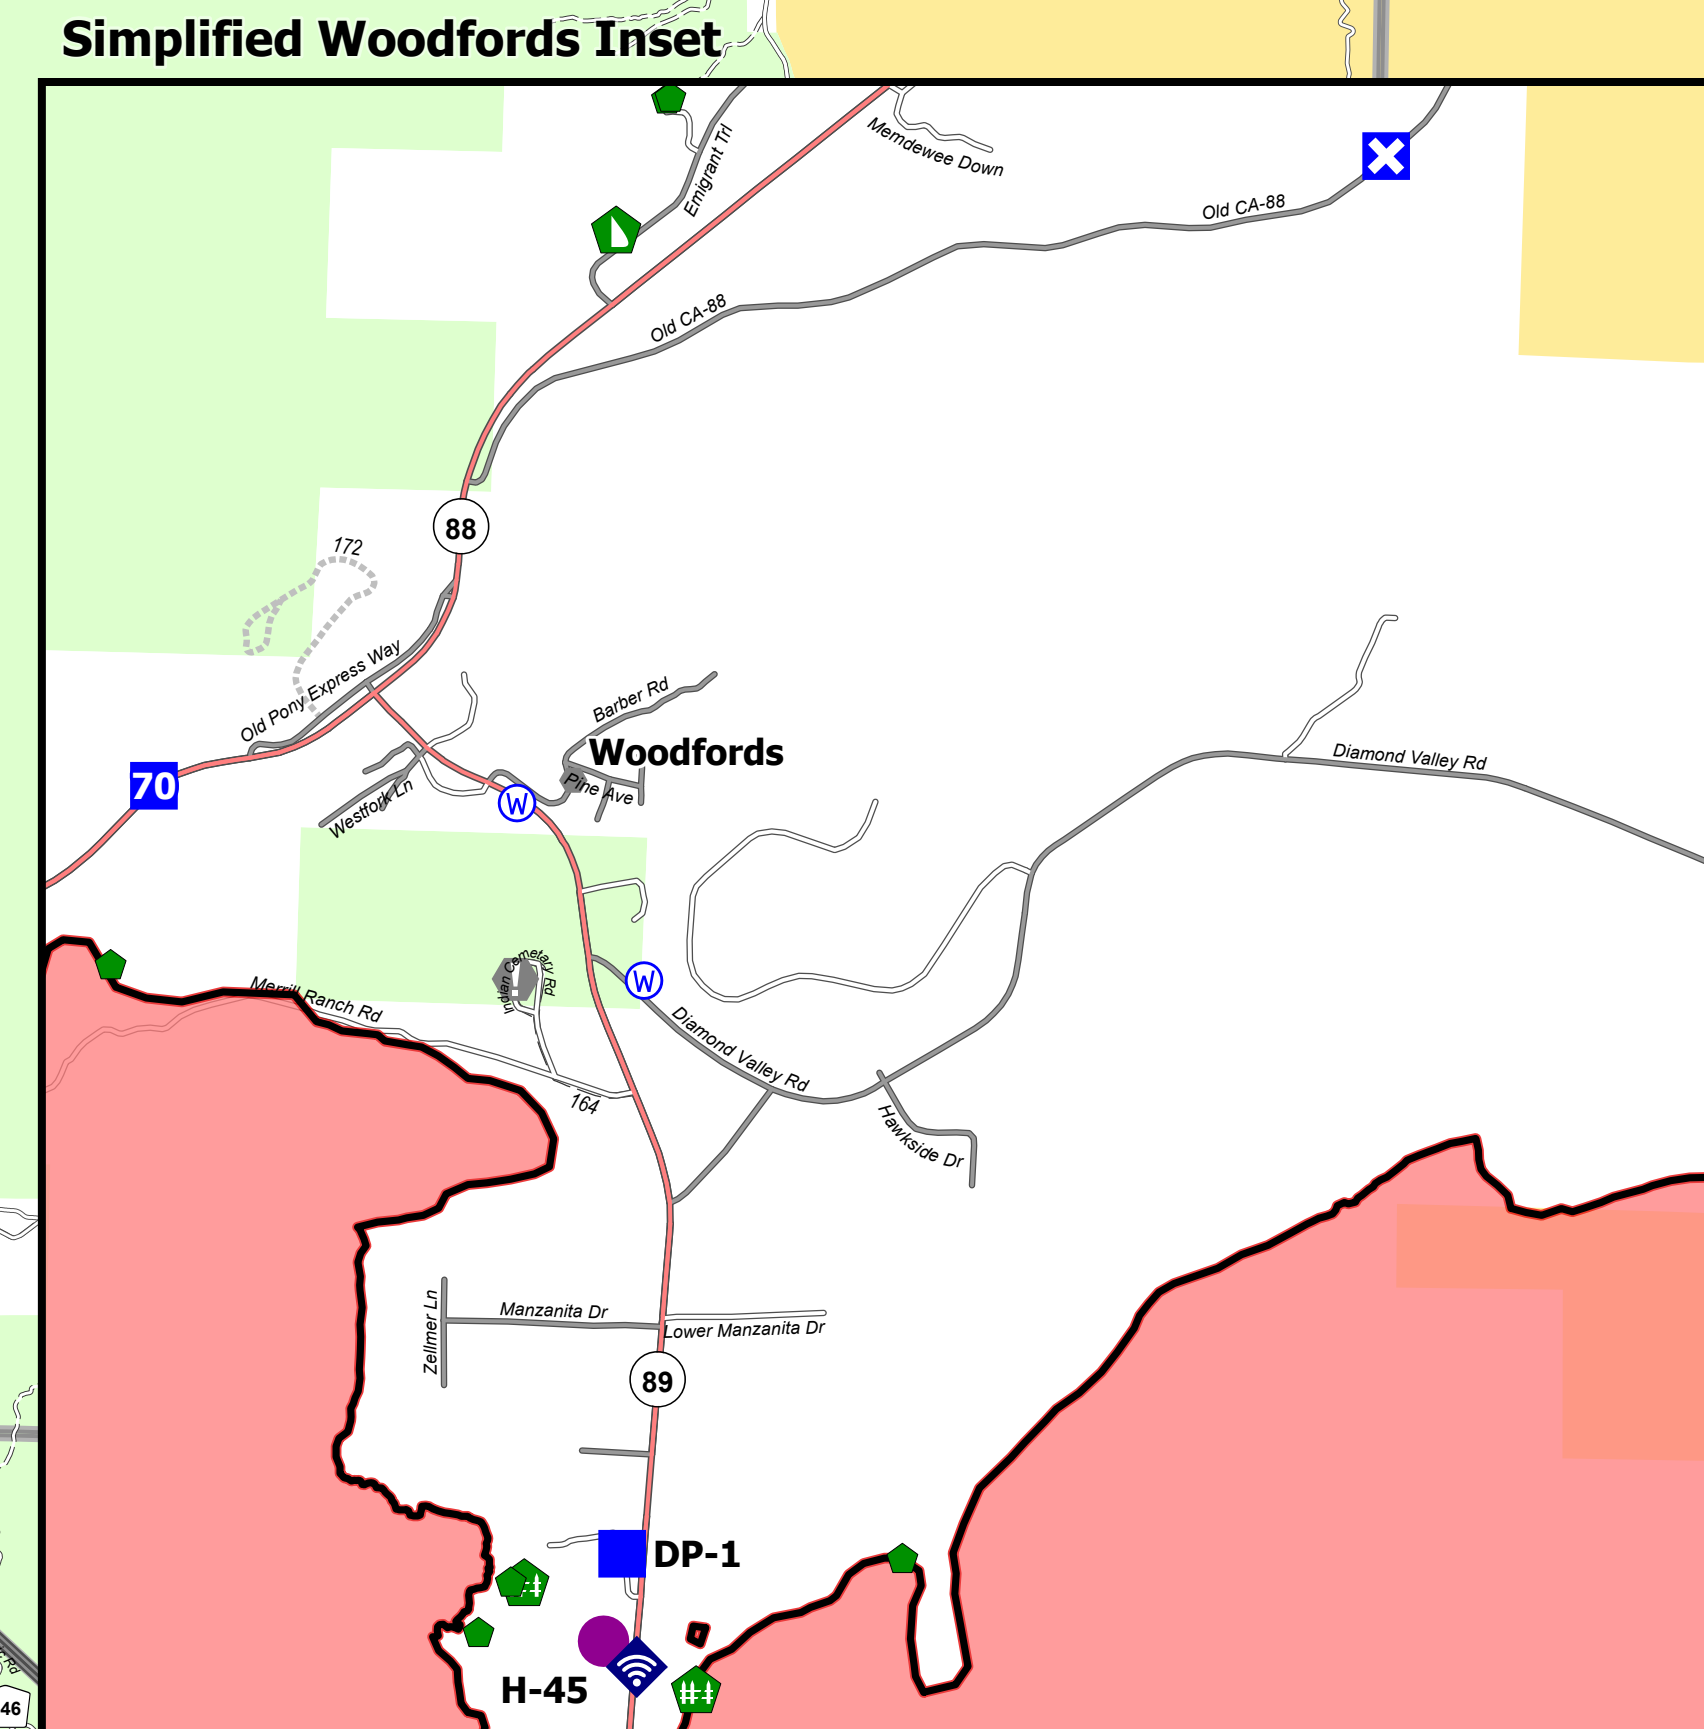 Simplified Woodfords Inset
Emigrant Trl
Memdewee Down
Old CA-88
Old CA-88
88
172
Old Pony Express Way
Barber Rd
Woodfords
Diamond Valley Rd
70
Pine Ave
Westfork Ln
W
Indian Cemetary Rd
W
Merrill Ranch Rd
Diamond Valley Rd
164
Hawkside Dr
Zellmer Ln
Manzanita Dr
Lower Manzanita Dr
89
DP-1
H-45
Rd
46